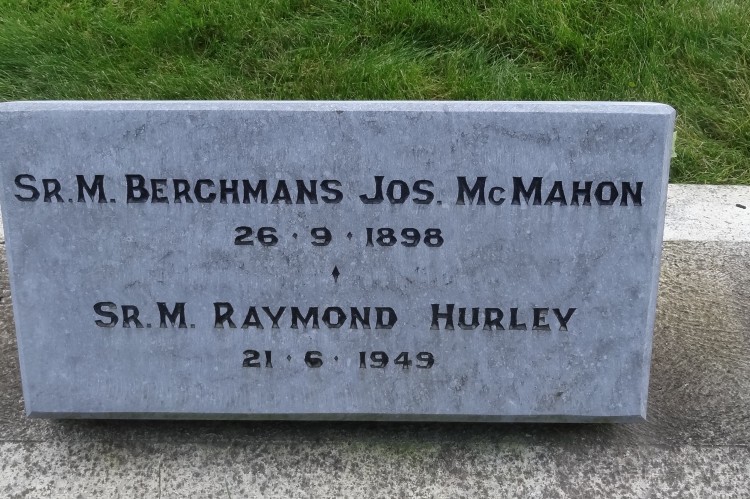 Sr. M. Berchmans Jos. McMahon
26 · 9 · 1898
Sr. M. Raymond Hurley
21 · 6 · 1949